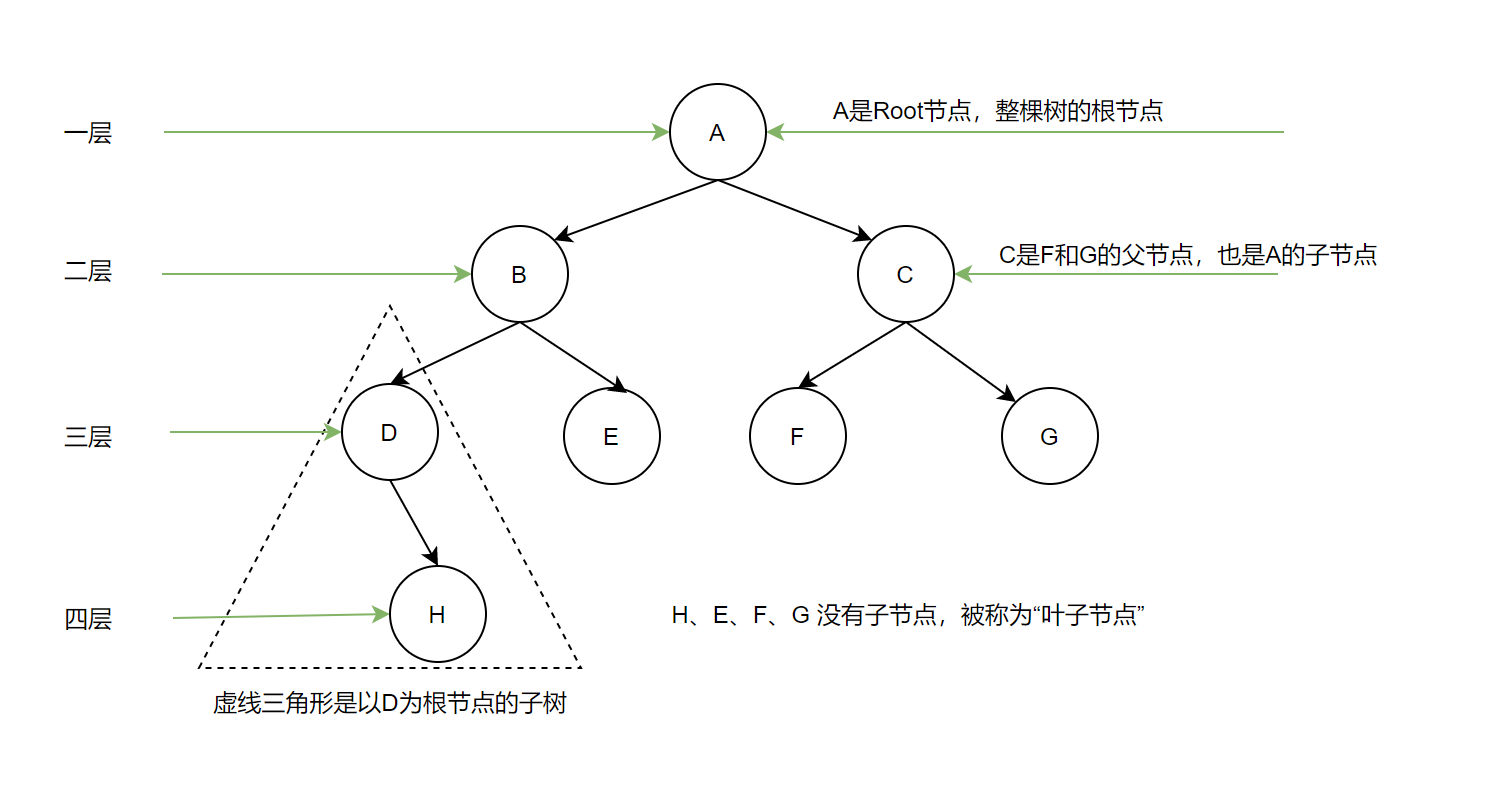 A是Root节点，整棵树的根节点
一层
A
C是F和G的父节点，也是A的子节点
二层
B
C
三层
D
E
F
G
四层
H
H、E、F、G 没有子节点，被称为“叶子节点”
虚线三角形是以D为根节点的子树